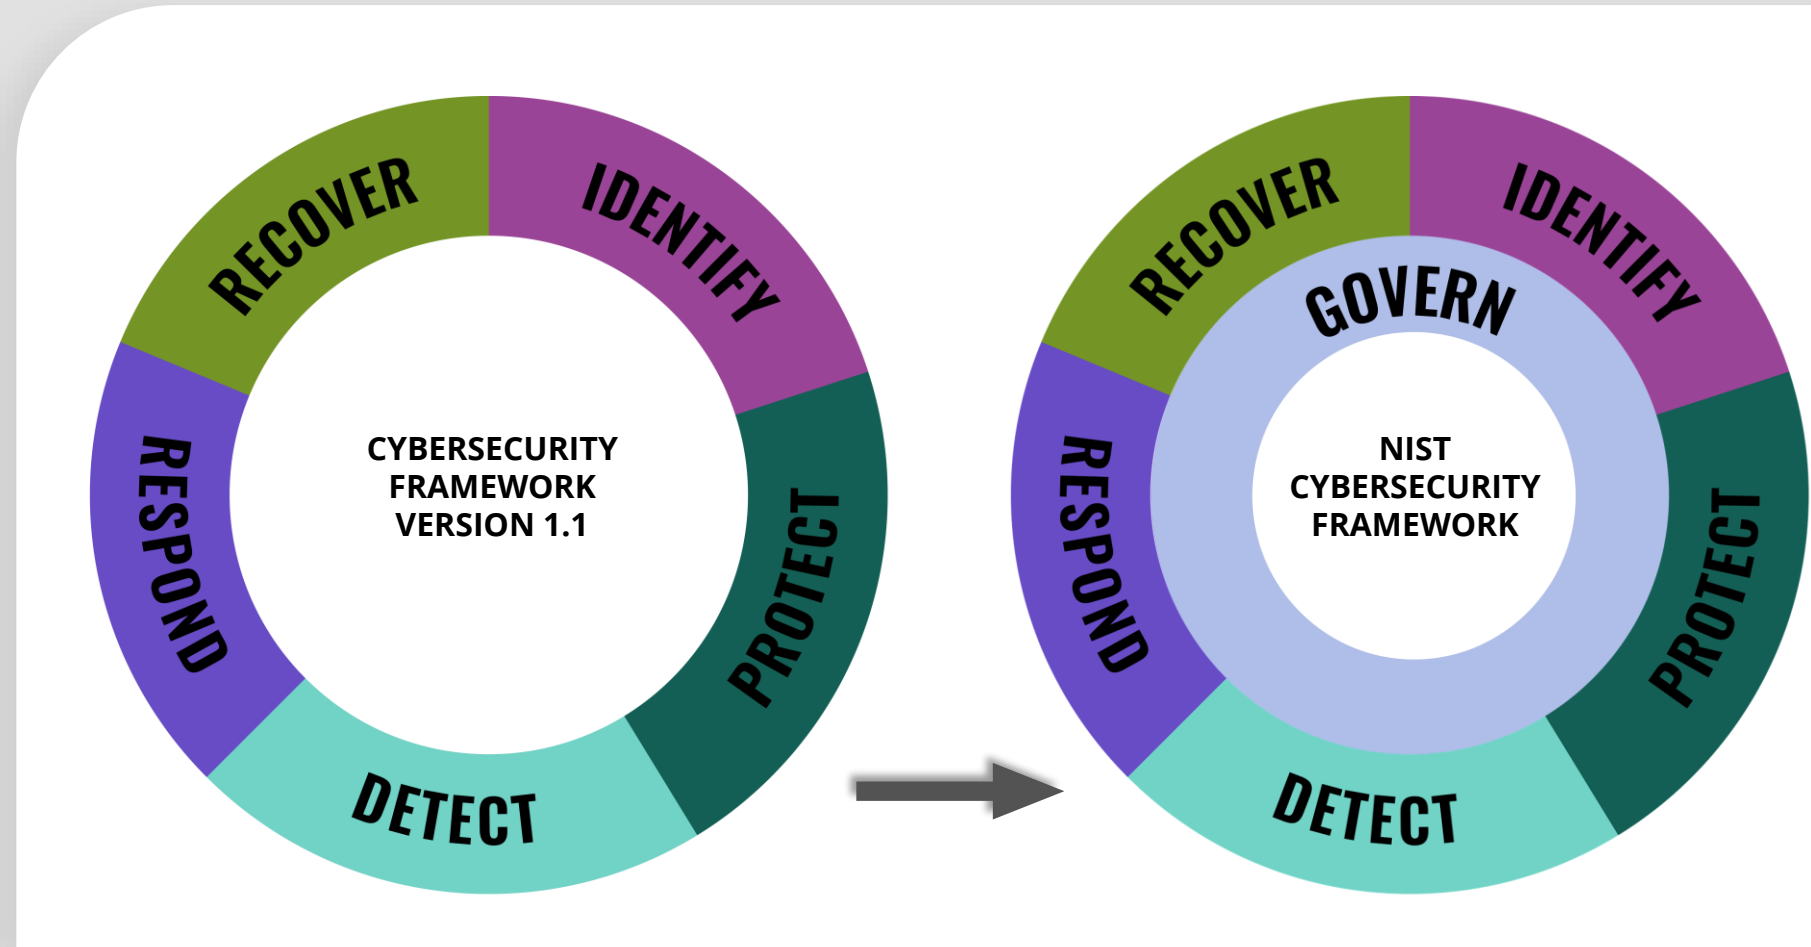 RECOVER
IDENTIFY
RESPOND
CYBERSECURITY
FRAMEWORK
VERSION 1.1
PROTECT
DETECT
RECOVER
IDENTIFY
GOVERN
RESPOND
NIST
CYBERSECURITY
FRAMEWORK
PROTECT
DETECT